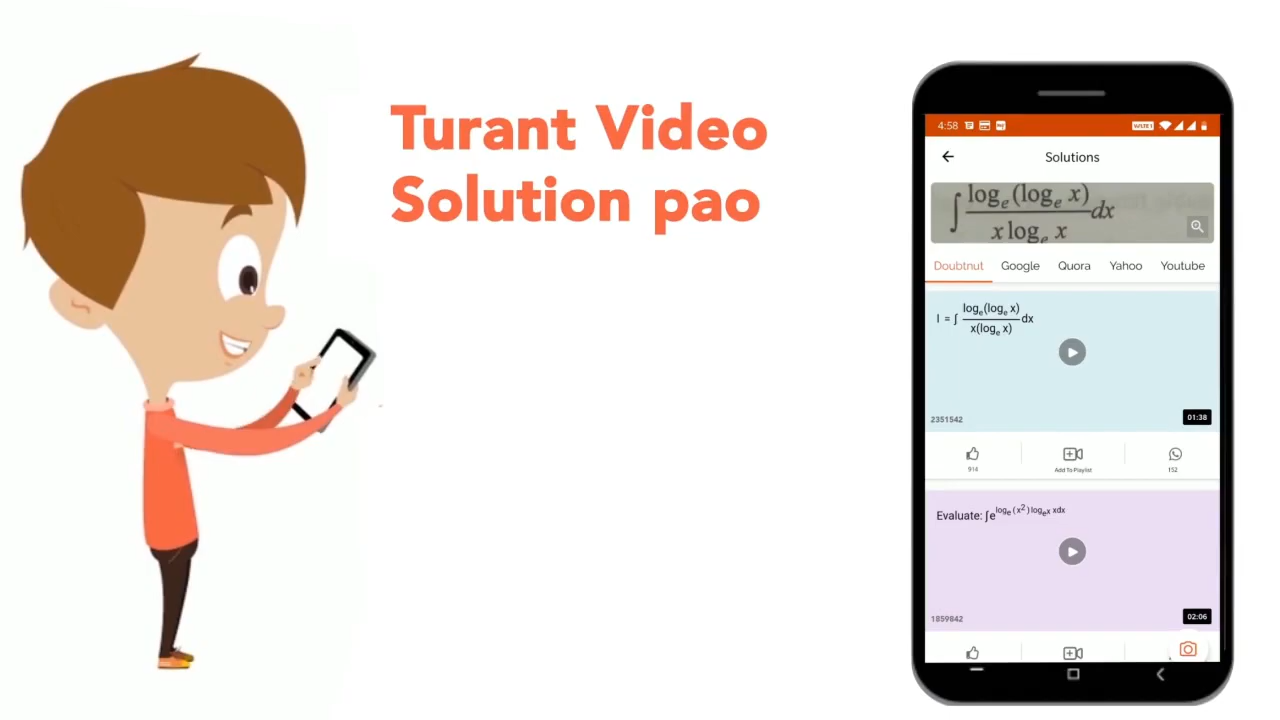 Turant Video
Solution pao
4:58
VoLTE1
Solutions
∫ logₑ(logₑ x) / x logₑ x dx
Doubtnut Google Quora Yahoo Youtube
I = ∫ logₑ(logₑ x) / x(logₑ x) dx
2351542 01:38
914 Add To Playlist 152
Evaluate: ∫e^logₑ(x²)logₑx xdx
1859842 02:06